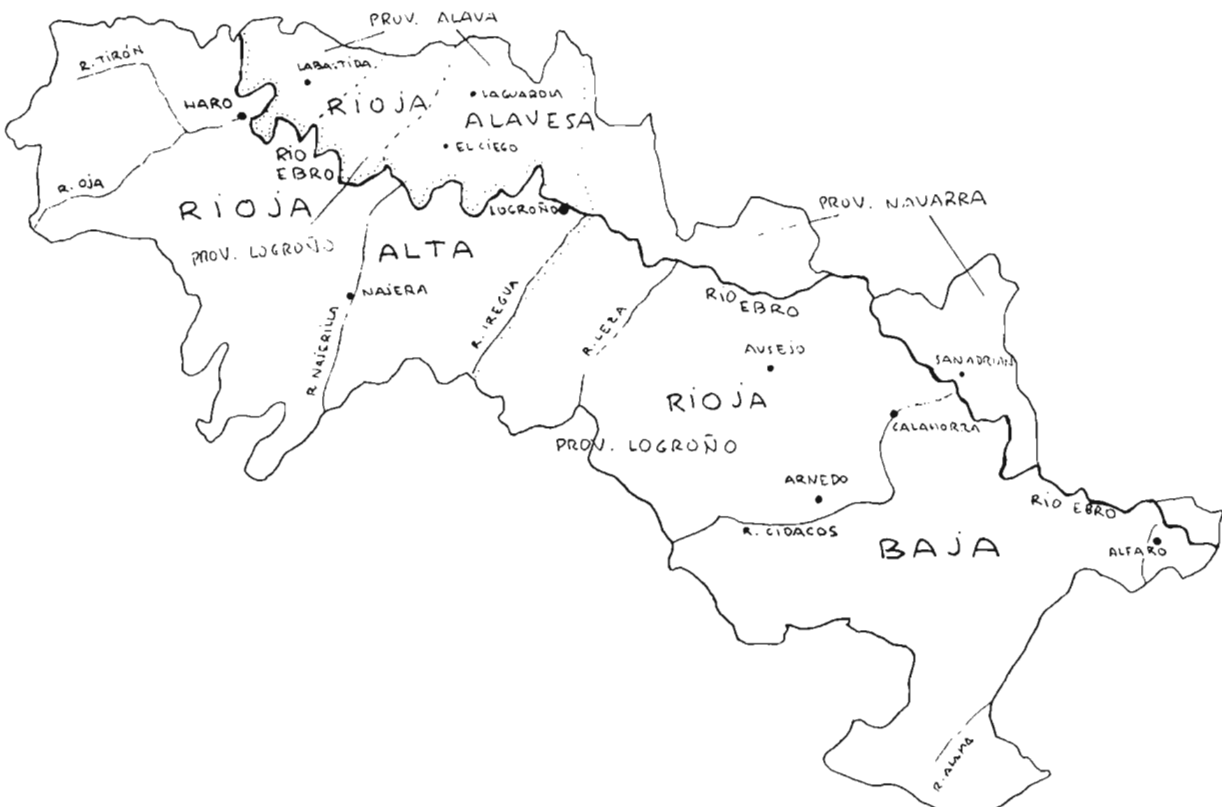 PROV. ALAVA
R. TIRÓN
LABASTIDA
HARO
RIOJA
LAGUARDIA
ALAVESA
EL CIEGO
RIO
EBRO
R. OJA
RIOJA
LOGROÑO
PROV. NAVARRA
PROV. LOGROÑO
ALTA
NAJERA
R. NAJERILLA
R. IREGUA
R. LEZA
RIO EBRO
AUSEJO
SAN ADRIAN
RIOJA
CALAHORRA
PROV. LOGROÑO
ARNEDO
RIO EBRO
R. CIDACOS
BAJA
ALFARO
R. ALAMA